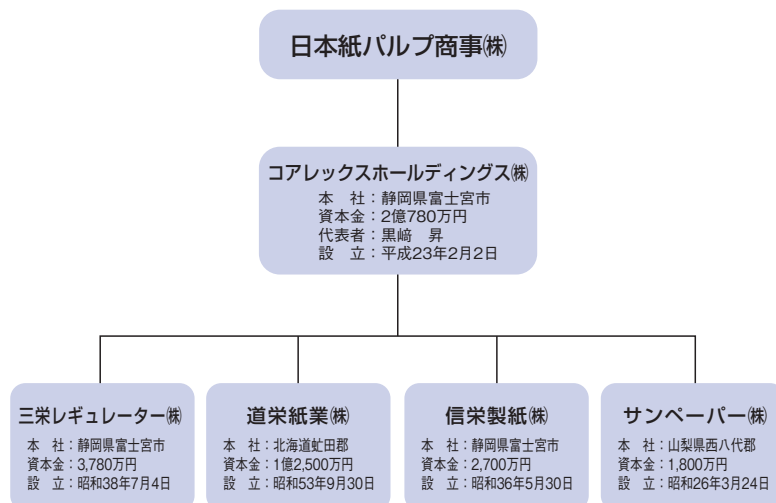 日本紙パルプ商事㈱
コアレックスホールディングス㈱
本　社：静岡県富士宮市
資本金：2億780万円
代表者：黒﨑　昇
設　立：平成23年2月2日
三栄レギュレーター㈱
本　社：静岡県富士宮市
資本金：3,780万円
設　立：昭和38年7月4日
道栄紙業㈱
本　社：北海道虻田郡
資本金：1億2,500万円
設　立：昭和53年9月30日
信栄製紙㈱
本　社：静岡県富士宮市
資本金：2,700万円
設　立：昭和36年5月30日
サンペーパー㈱
本　社：山梨県西八代郡
資本金：1,800万円
設　立：昭和26年3月24日